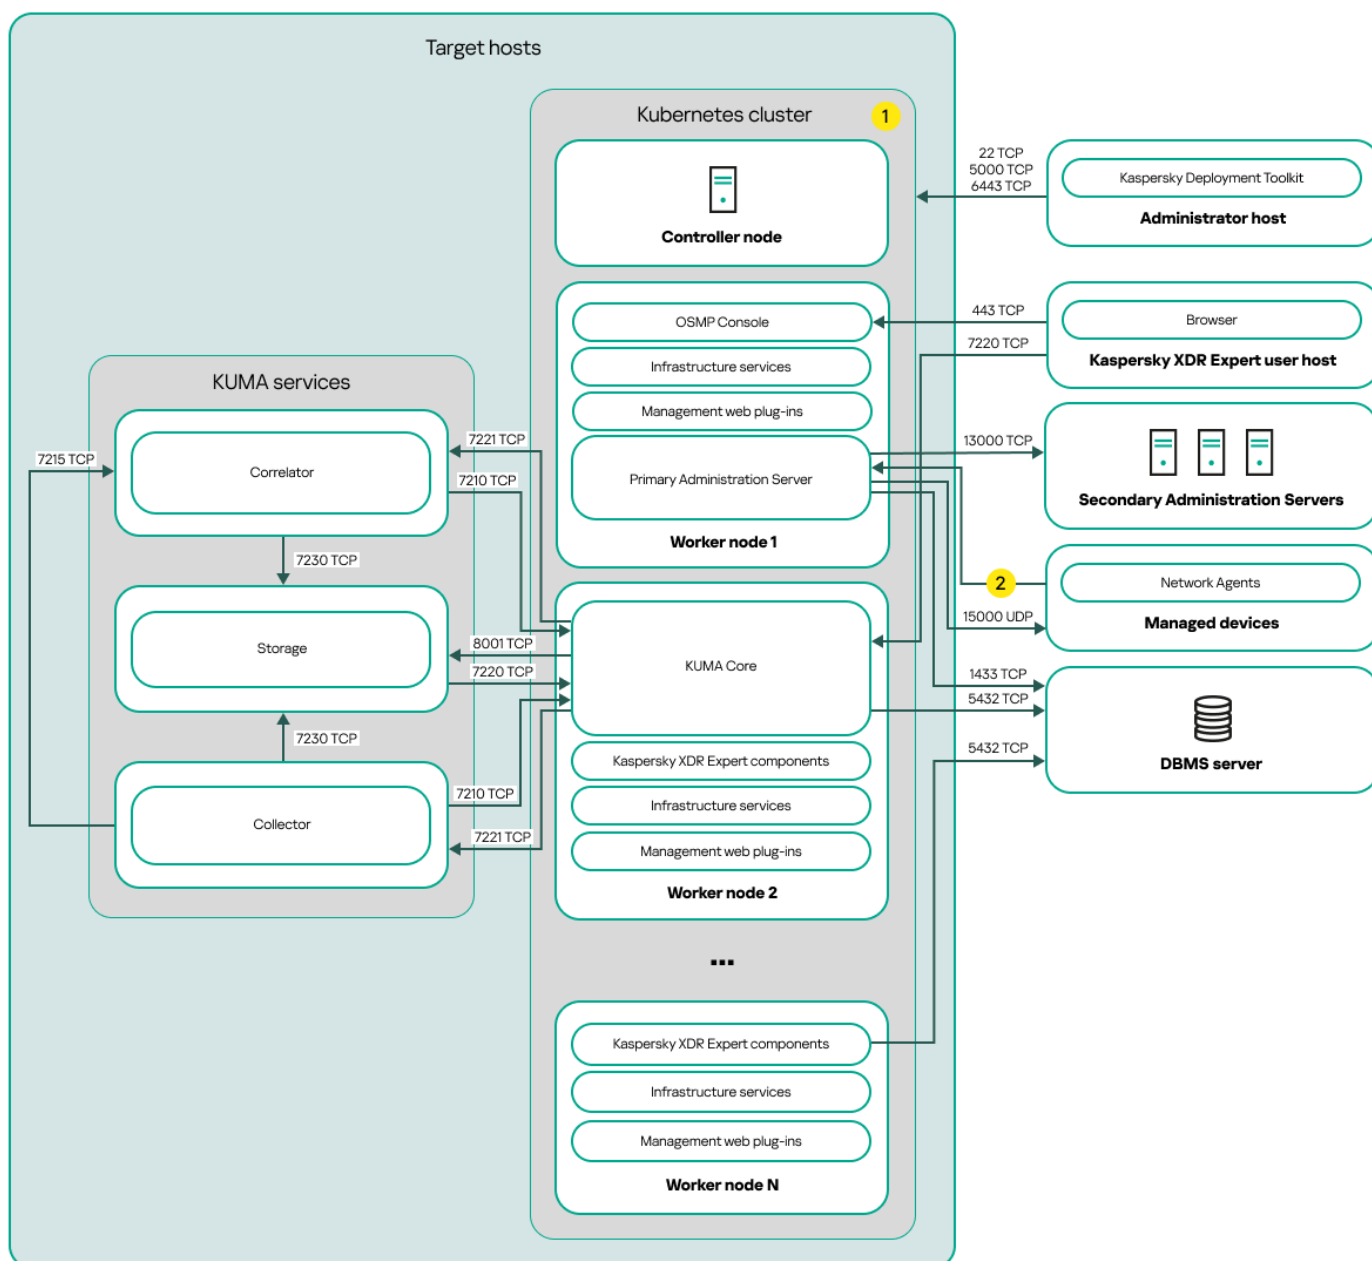 Target hosts
Kubernetes cluster
1
Controller node
22 TCP
5000 TCP
6443 TCP
Kaspersky Deployment Toolkit
Administrator host
OSMP Console
Infrastructure services
Management web plug-ins
Primary Administration Server
Worker node 1
443 TCP
7220 TCP
Browser
Kaspersky XDR Expert user host
13000 TCP
Secondary Administration Servers
2
15000 UDP
Network Agents
Managed devices
KUMA services
7215 TCP
Correlator
7221 TCP
7210 TCP
7230 TCP
Storage
8001 TCP
7220 TCP
7230 TCP
Collector
7210 TCP
7221 TCP
KUMA Core
Kaspersky XDR Expert components
Infrastructure services
Management web plug-ins
Worker node 2
1433 TCP
5432 TCP
5432 TCP
DBMS server
...
Kaspersky XDR Expert components
Infrastructure services
Management web plug-ins
Worker node N